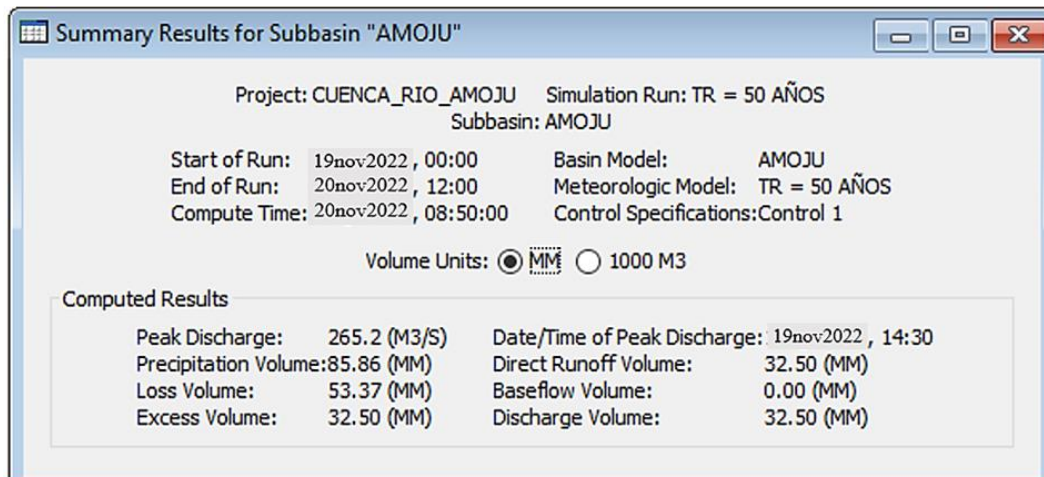 Summary Results for Subbasin "AMOJU"
Project: CUENCA_RIO_AMOJU Simulation Run: TR = 50 AÑOS
Subbasin: AMOJU
Start of Run: 19nov2022, 00:00 Basin Model: AMOJU
End of Run: 20nov2022, 12:00 Meteorologic Model: TR = 50 AÑOS
Compute Time: 20nov2022, 08:50:00 Control Specifications:Control 1
Volume Units: MM 1000 M3
Computed Results
Peak Discharge: 265.2 (M3/S) Date/Time of Peak Discharge: 19nov2022, 14:30
Precipitation Volume:85.86 (MM) Direct Runoff Volume: 32.50 (MM)
Loss Volume: 53.37 (MM) Baseflow Volume: 0.00 (MM)
Excess Volume: 32.50 (MM) Discharge Volume: 32.50 (MM)